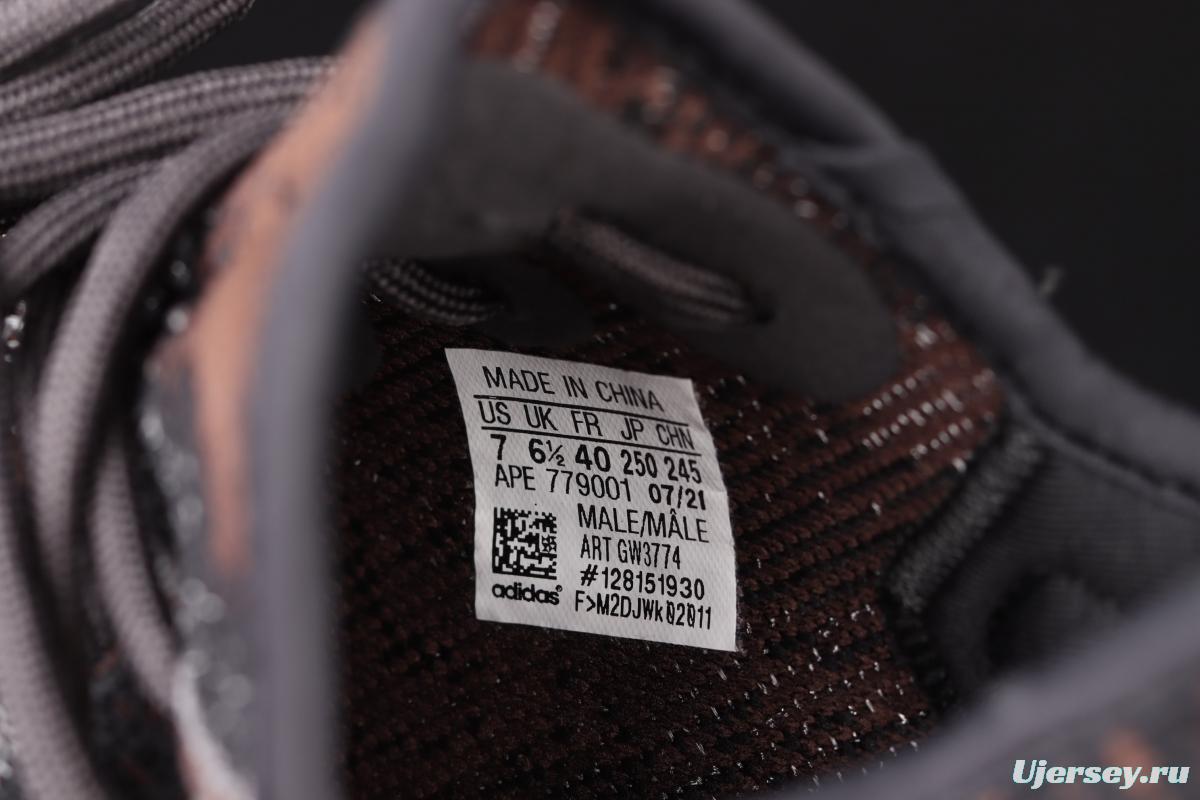 MADE IN CHINA
US UK FR JP CHN
7 6½ 40 250 245
APE 779001 07/21
MALE/MÂLE
ART GW3774
#128151930
adidas®
F>M2DJWk02011
Ujersey.ru